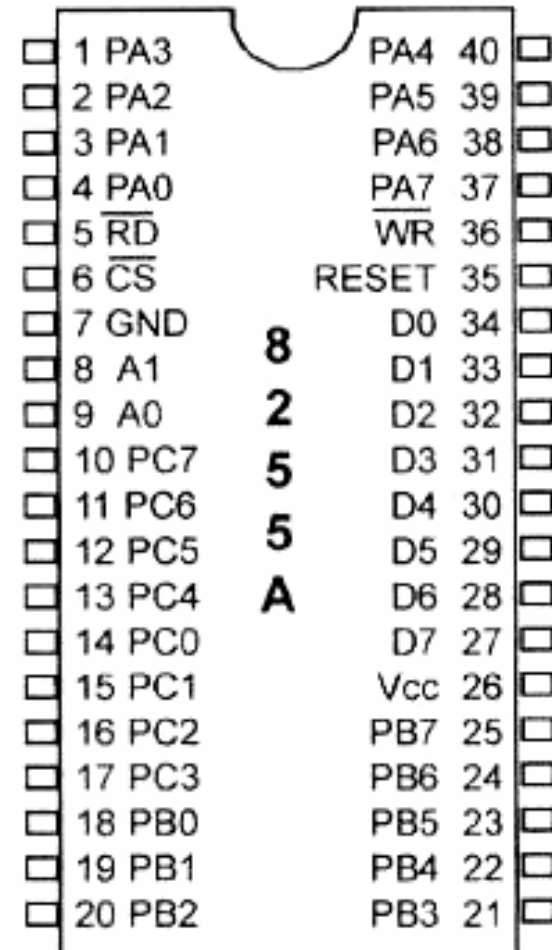 1 PA3 PA4 40
2 PA2 PA5 39
3 PA1 PA6 38
4 PA0 PA7 37
5 R̅D̅ W̅R̅ 36
6 C̅S̅ RESET 35
7 GND D0 34
8 A1 D1 33
9 A0 D2 32
10 PC7 D3 31
11 PC6 D4 30
12 PC5 D5 29
13 PC4 D6 28
14 PC0 D7 27
15 PC1 Vcc 26
16 PC2 PB7 25
17 PC3 PB6 24
18 PB0 PB5 23
19 PB1 PB4 22
20 PB2 PB3 21
8
2
5
5
A